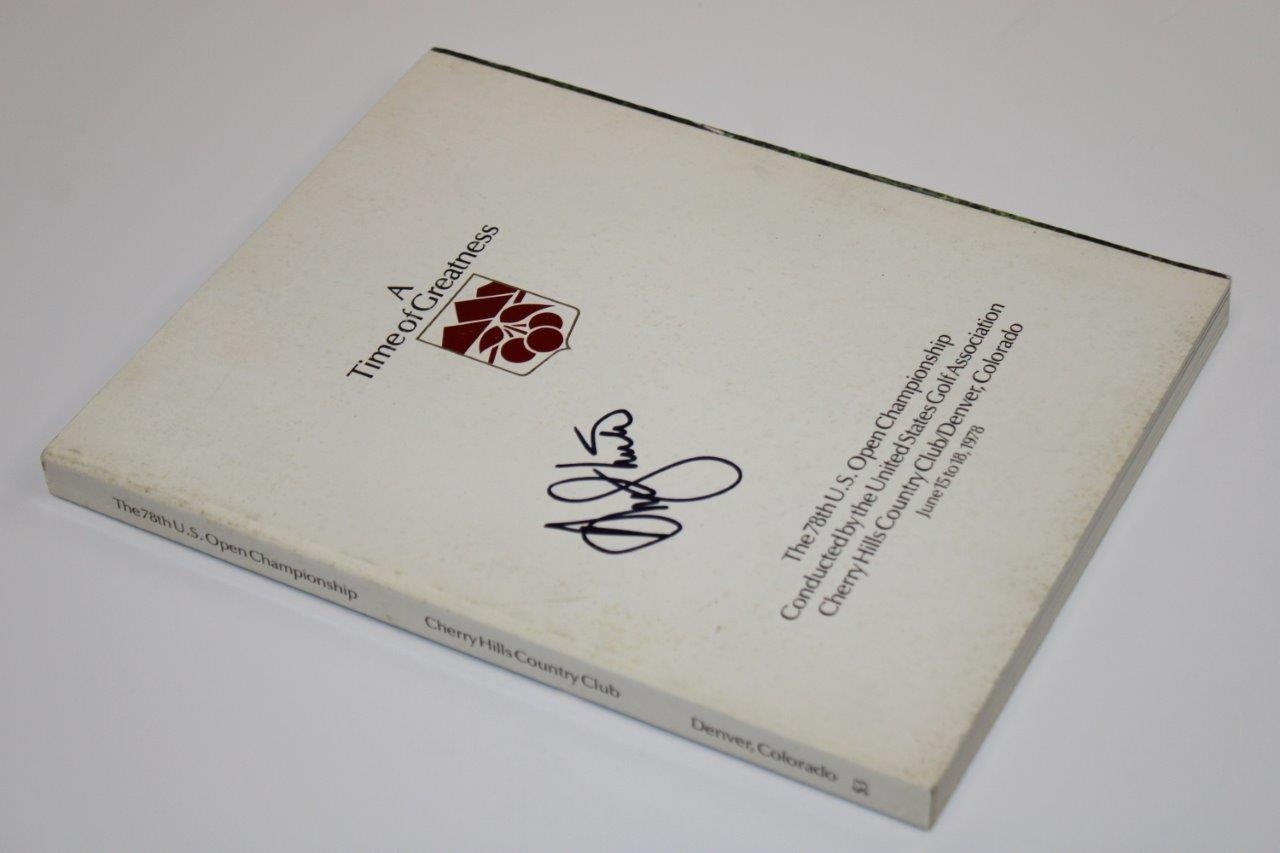 A
Time of Greatness
The 78th U.S. Open Championship
Conducted by the United States Golf Association
Cherry Hills Country Club/Denver, Colorado
June 15 to 18, 1978
The 78th U.S. Open Championship Cherry Hills Country Club Denver, Colorado $3